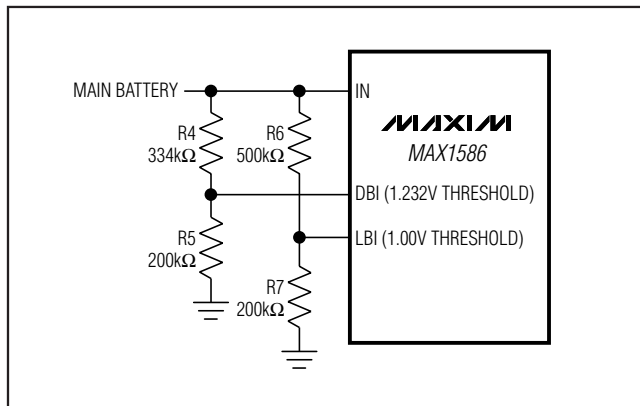 MAIN BATTERY
IN
R4
334kΩ
R6
500kΩ
MAXIM
MAX1586
DBI (1.232V THRESHOLD)
R5
200kΩ
LBI (1.00V THRESHOLD)
R7
200kΩ